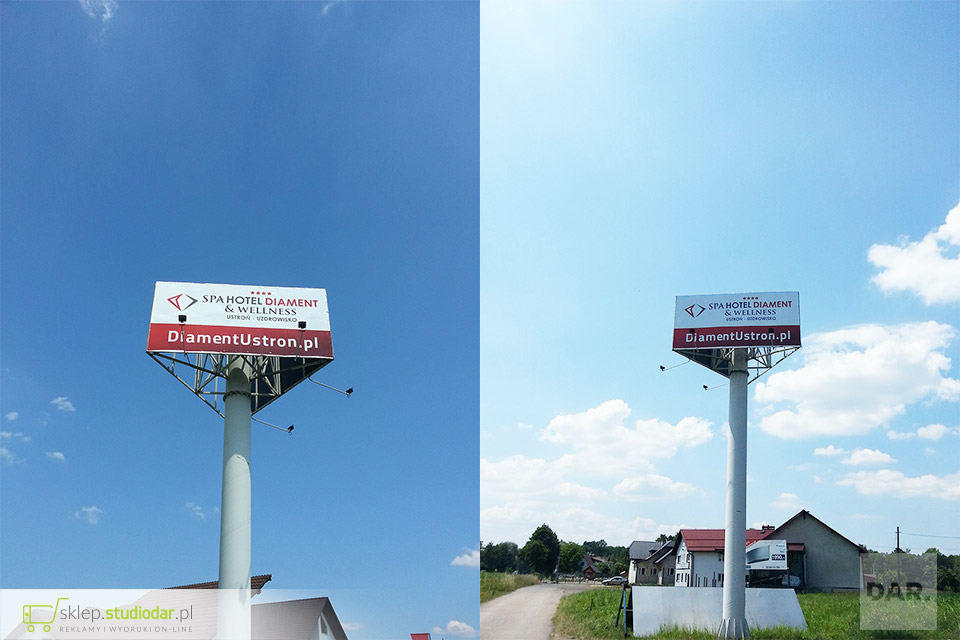 SPA HOTEL DIAMENT
& WELLNESS
USTROŃ - UZDROWISKO
DiamentUstron.pl
SPA HOTEL DIAMENT
& WELLNESS
USTROŃ - UZDROWISKO
DiamentUstron.pl
sklep.studiodar.pl
REKLAMY I WYDRUKI ON-LINE
DAR.